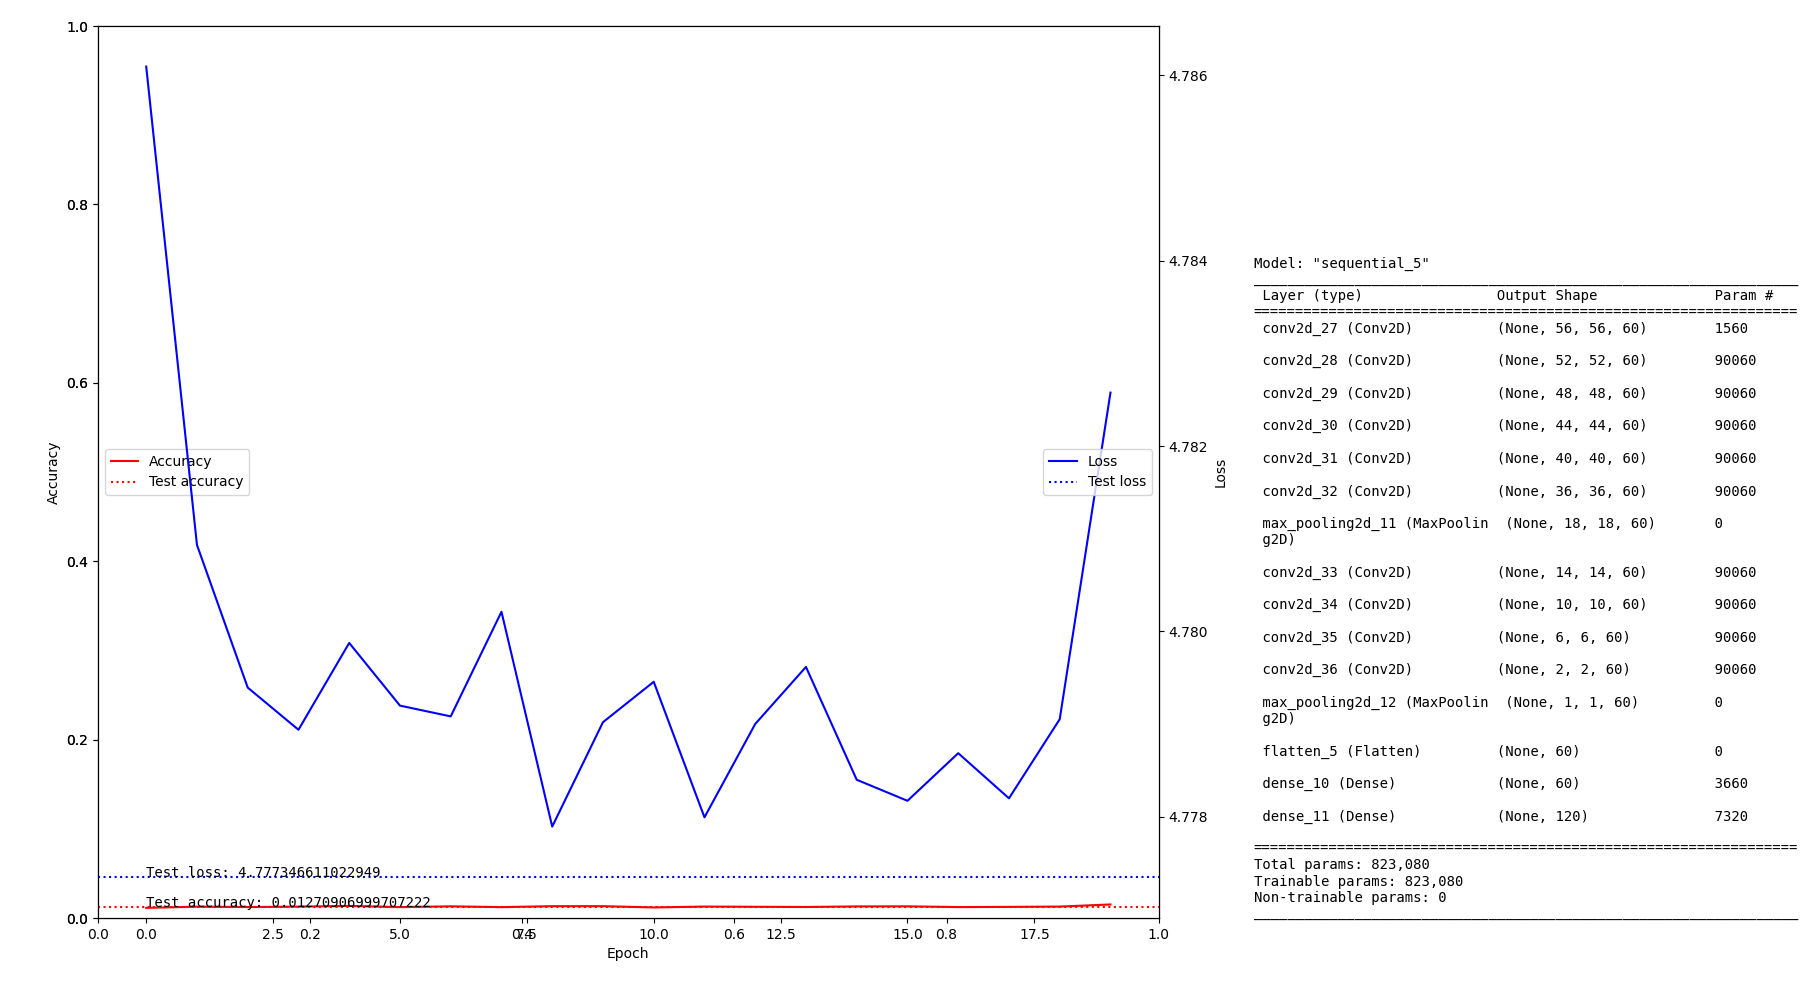 1.0
0.8
0.6
0.4
0.2
0.0
Accuracy
Accuracy
Test accuracy
Test loss: 4.777346611022949
Test accuracy: 0.01270906999707222
0.0 0.0 2.5 0.2 5.0 0.4 7.5 10.0 0.6 12.5 15.0 0.8 17.5 1.0
Epoch
Loss
Test loss
4.786
4.784
4.782
4.780
4.778
Loss
Model: "sequential_5"
Layer (type) Output Shape Param #
conv2d_27 (Conv2D) (None, 56, 56, 60) 1560
conv2d_28 (Conv2D) (None, 52, 52, 60) 90060
conv2d_29 (Conv2D) (None, 48, 48, 60) 90060
conv2d_30 (Conv2D) (None, 44, 44, 60) 90060
conv2d_31 (Conv2D) (None, 40, 40, 60) 90060
conv2d_32 (Conv2D) (None, 36, 36, 60) 90060
max_pooling2d_11 (MaxPoolin (None, 18, 18, 60) 0
g2D)
conv2d_33 (Conv2D) (None, 14, 14, 60) 90060
conv2d_34 (Conv2D) (None, 10, 10, 60) 90060
conv2d_35 (Conv2D) (None, 6, 6, 60) 90060
conv2d_36 (Conv2D) (None, 2, 2, 60) 90060
max_pooling2d_12 (MaxPoolin (None, 1, 1, 60) 0
g2D)
flatten_5 (Flatten) (None, 60) 0
dense_10 (Dense) (None, 60) 3660
dense_11 (Dense) (None, 120) 7320
Total params: 823,080
Trainable params: 823,080
Non-trainable params: 0